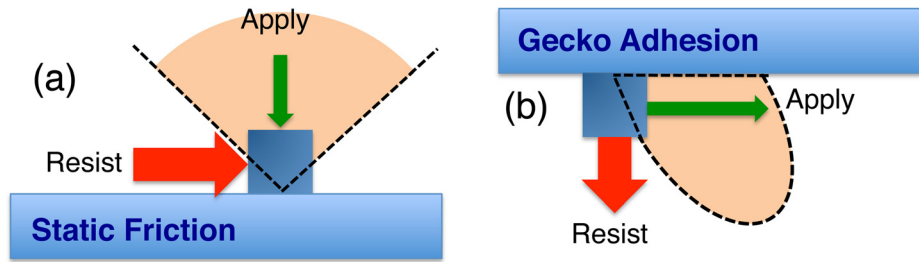 Apply
(a)
Resist
Static Friction
Gecko Adhesion
(b)
Apply
Resist